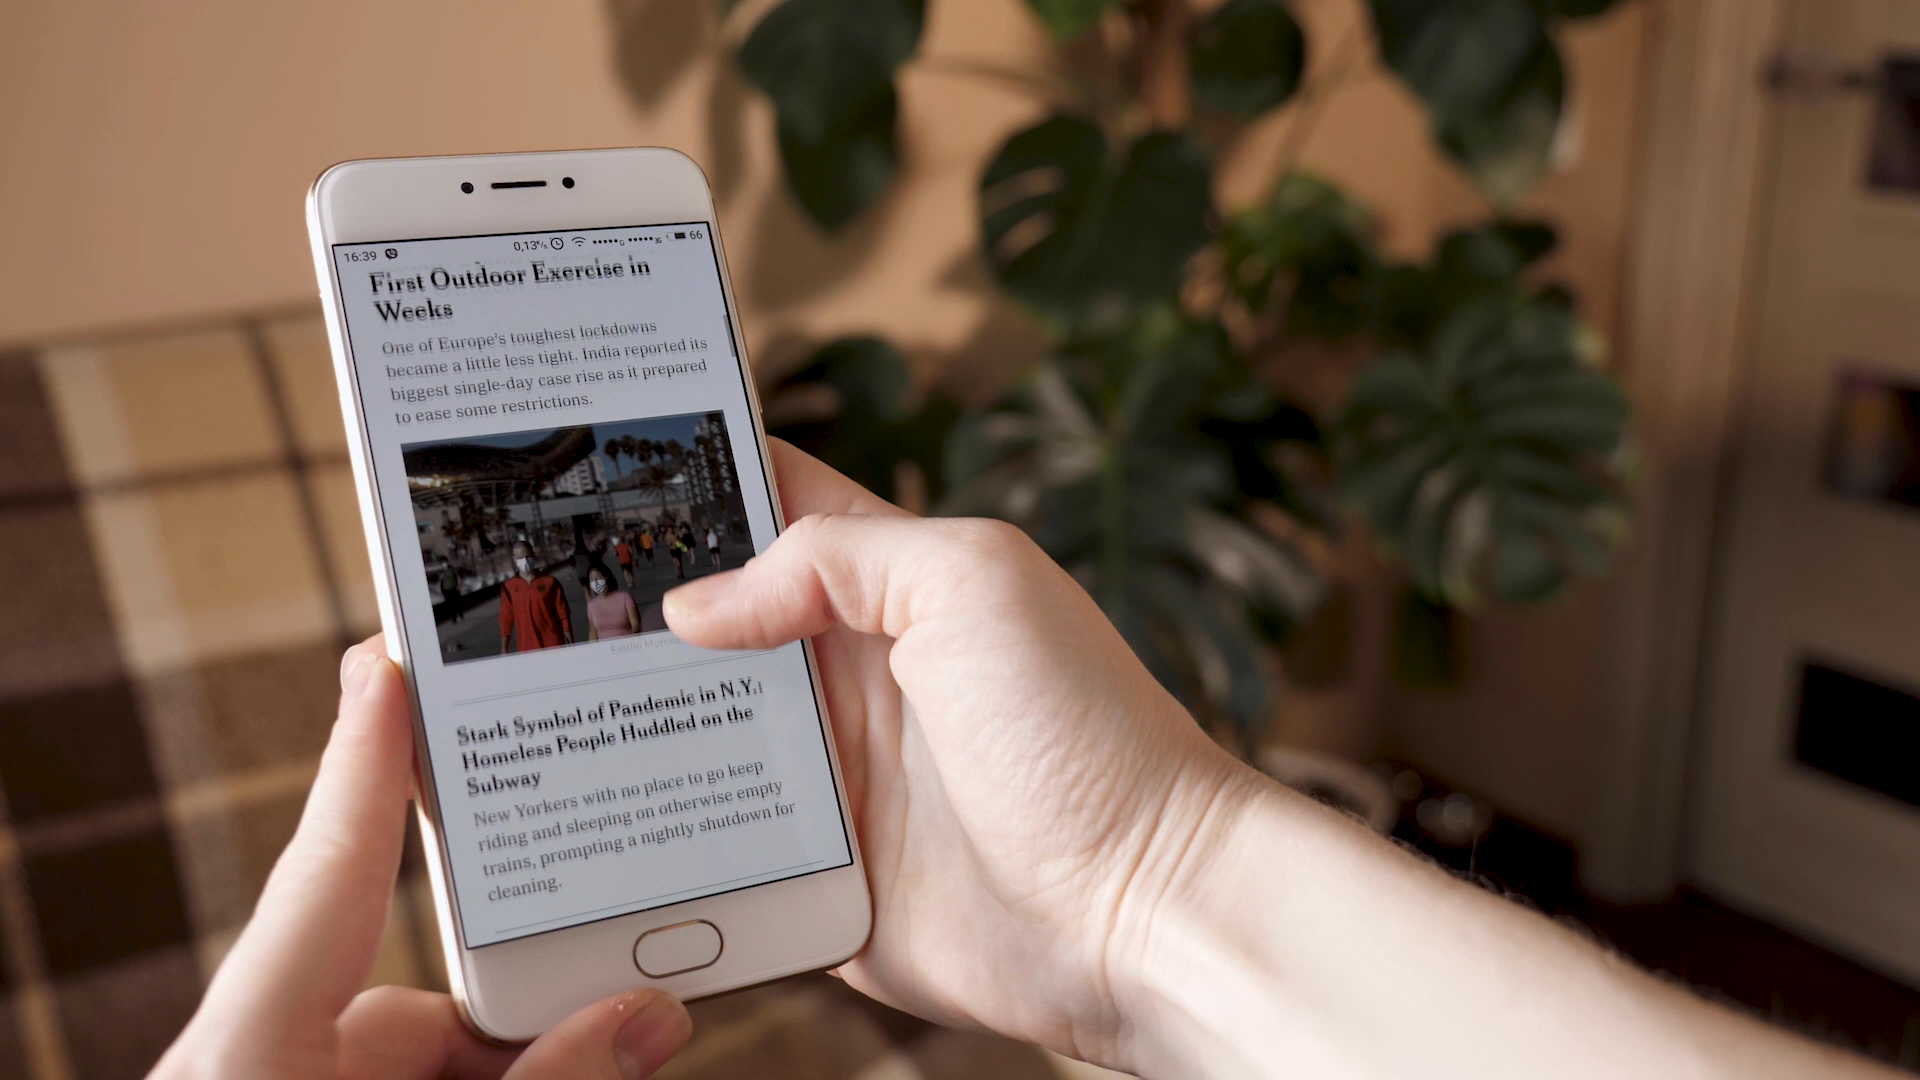 16:39 0,13K/s G 3G 66
First Outdoor Exercise in
Weeks
One of Europe's toughest lockdowns
became a little less tight. India reported its
biggest single-day case rise as it prepared
to ease some restrictions.
Emilio
Stark Symbol of Pandemic in N.Y.:
Homeless People Huddled on the
Subway
New Yorkers with no place to go keep
riding and sleeping on otherwise empty
trains, prompting a nightly shutdown for
cleaning.